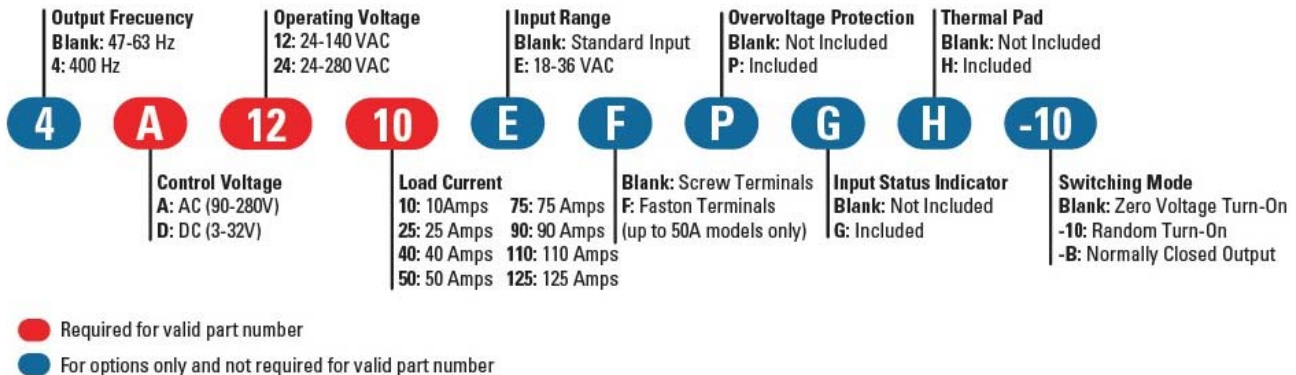 Output Frecuency
Blank: 47-63 Hz
4: 400 Hz
Operating Voltage
12: 24-140 VAC
24: 24-280 VAC
Input Range
Blank: Standard Input
E: 18-36 VAC
Overvoltage Protection
Blank: Not Included
P: Included
Thermal Pad
Blank: Not Included
H: Included
4 A 12 10 E F P G H -10
Control Voltage
A: AC (90-280V)
D: DC (3-32V)
Load Current
10: 10Amps 75: 75 Amps
25: 25 Amps 90: 90 Amps
40: 40 Amps 110: 110 Amps
50: 50 Amps 125: 125 Amps
Blank: Screw Terminals
F: Faston Terminals
(up to 50A models only)
Input Status Indicator
Blank: Not Included
G: Included
Switching Mode
Blank: Zero Voltage Turn-On
-10: Random Turn-On
-B: Normally Closed Output
Required for valid part number
For options only and not required for valid part number